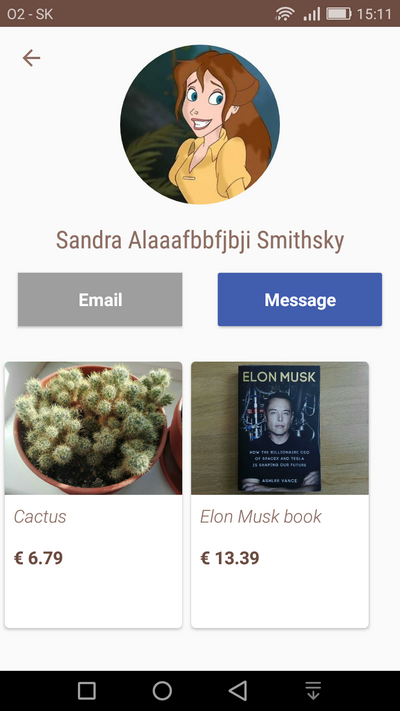 O2 - SK 15:11
Sandra Alaaafbbfjbji Smithsky
Email Message
ELON MUSK
HOW THE BILLIONAIRE CEO
OF SPACEX AND TESLA
IS SHAPING OUR FUTURE
ASHLEE VANCE
Cactus Elon Musk book
€ 6.79 € 13.39